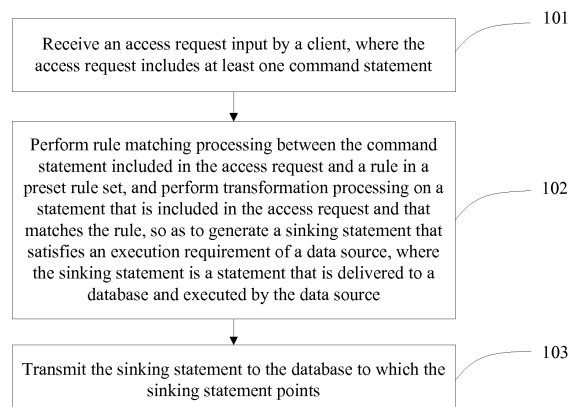 101
Receive an access request input by a client, where the
access request includes at least one command statement
Perform rule matching processing between the command
statement included in the access request and a rule in a
preset rule set, and perform transformation processing on a
statement that is included in the access request and that
matches the rule, so as to generate a sinking statement that
satisfies an execution requirement of a data source, where
the sinking statement is a statement that is delivered to a
database and executed by the data source
102
Transmit the sinking statement to the database to which the
sinking statement points
103